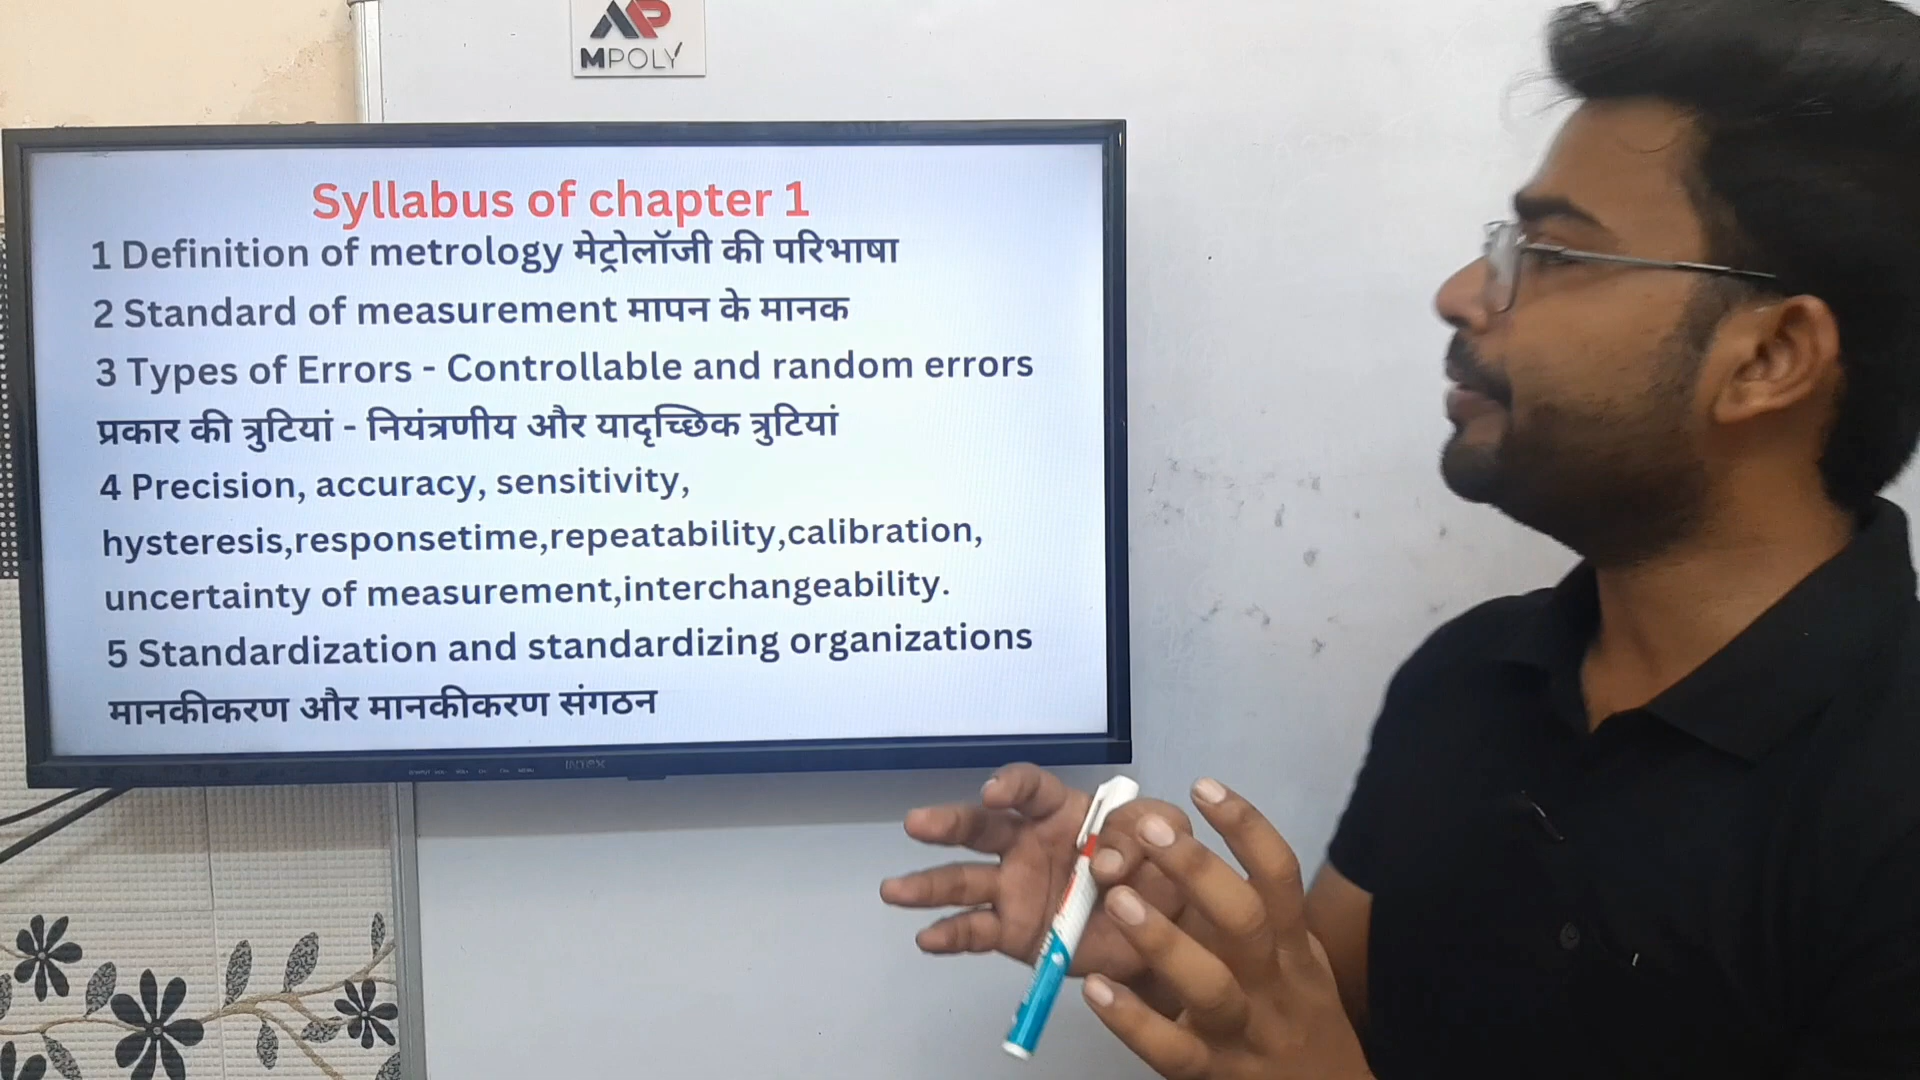 MPOLY
Syllabus of chapter 1
1 Definition of metrology मेट्रोलॉजी की परिभाषा
2 Standard of measurement मापन के मानक
3 Types of Errors - Controllable and random errors
प्रकार की त्रुटियां - नियंत्रणीय और यादृच्छिक त्रुटियां
4 Precision, accuracy, sensitivity,
hysteresis,responsetime,repeatability,calibration,
uncertainty of measurement,interchangeability.
5 Standardization and standardizing organizations
मानकीकरण और मानकीकरण संगठन
INTEX